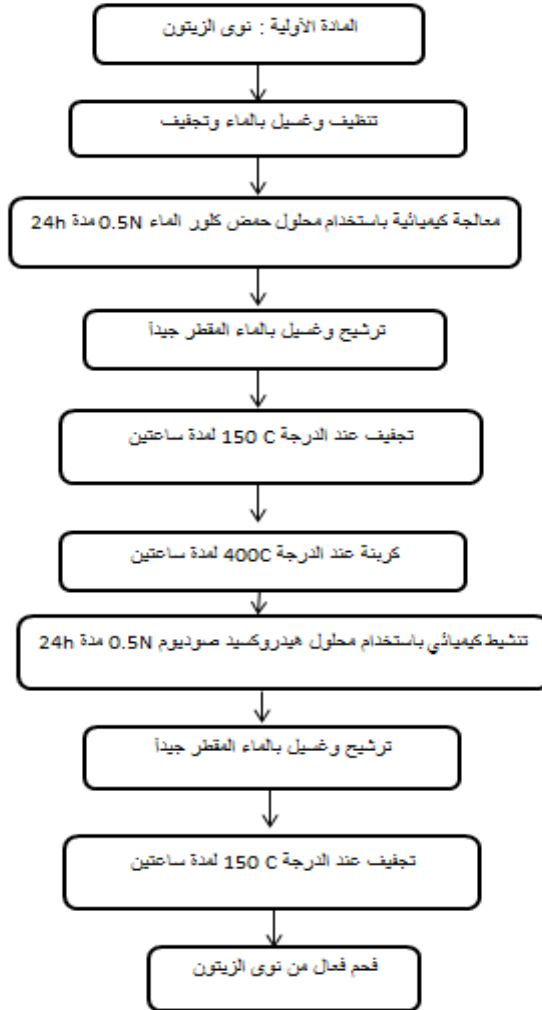 المادة الأولية : نوى الزيتون
تنظيف وغسيل بالماء وتجفيف
معالجة كيميائية باستخدام محلول حمض كلور الماء 0.5N مدة 24h
ترشيح وغسيل بالماء المقطر جيداً
تجفيف عند الدرجة 150 C لمدة ساعتين
كربنة عند الدرجة 400C لمدة ساعتين
تنشيط كيميائي باستخدام محلول هيدروكسيد صوديوم 0.5N مدة 24h
ترشيح وغسيل بالماء المقطر جيداً
تجفيف عند الدرجة 150 C لمدة ساعتين
فحم فعال من نوى الزيتون